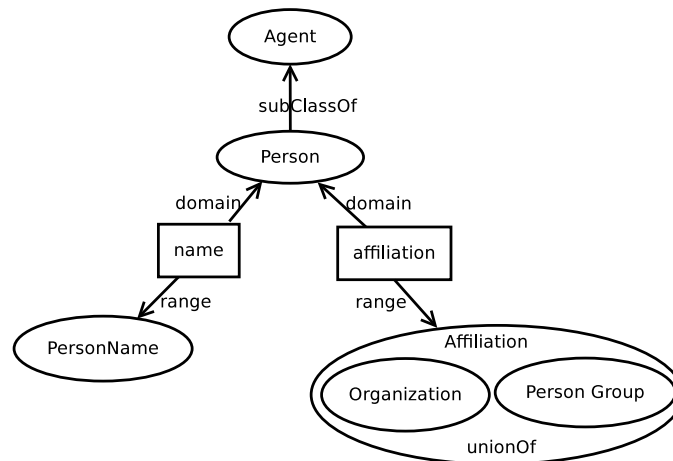 Agent
subClassOf
Person
domain
domain
name
affiliation
range
range
PersonName
Affiliation
Organization
Person Group
unionOf